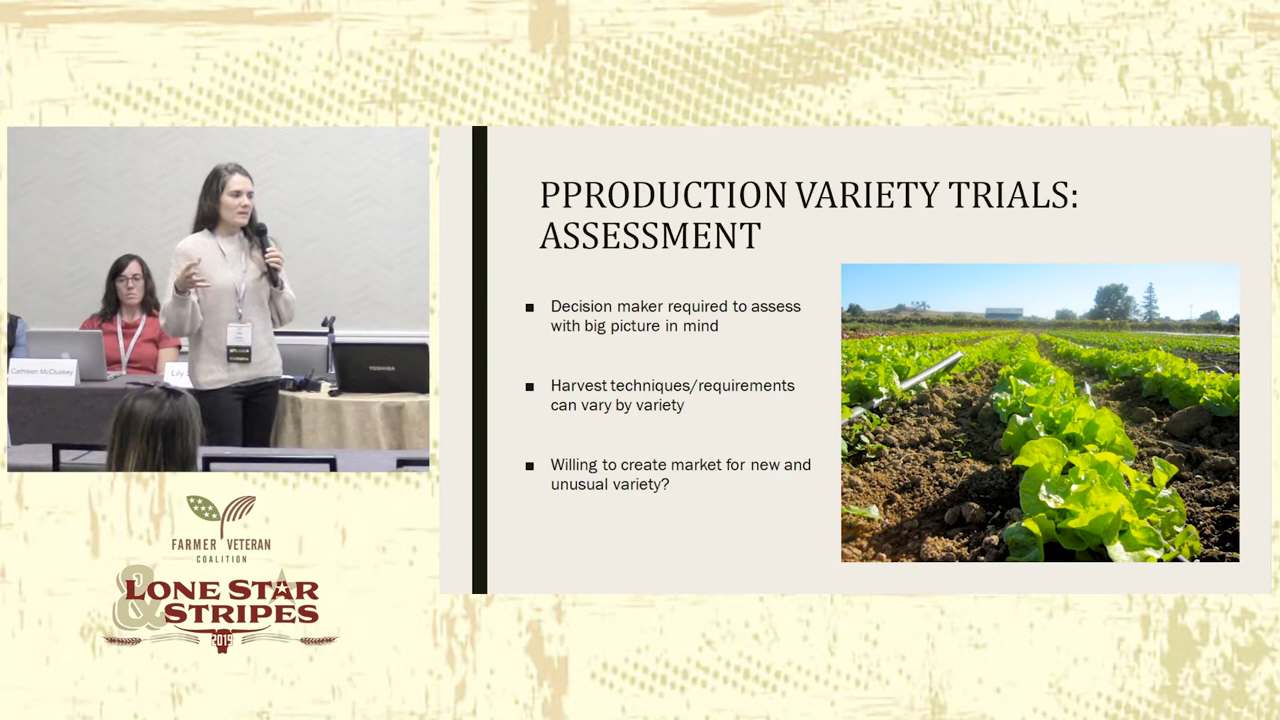 PPRODUCTION VARIETY TRIALS:
ASSESSMENT
■ Decision maker required to assess
with big picture in mind
■ Harvest techniques/requirements
can vary by variety
■ Willing to create market for new and
unusual variety?
Cathleen McCluskey
Lily
TOSHIBA
FARMER VETERAN
COALITION
& LONE STAR
STRIPES
2019